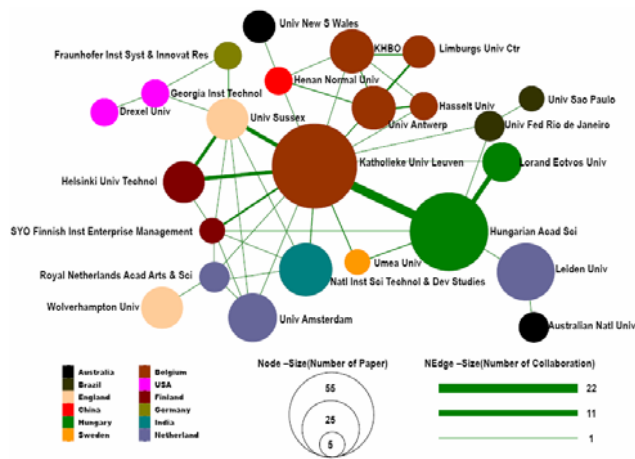 Univ New S Wales
Fraunhofer Inst Syst & Innovat Res
KHBO
Limburgs Univ Ctr
Henan Normal Univ
Georgia Inst Technol
Drexel Univ
Hasselt Univ
Univ Sao Paulo
Univ Sussex
Univ Antwerp
Univ Fed Rio de Janeiro
Katholieke Univ Leuven
Lorand Eotvos Univ
Helsinki Univ Technol
SYO Finnish Inst Enterprise Management
Hungarian Acad Sci
Umea Univ
Royal Netherlands Acad Arts & Sci
Natl Inst Sci Technol & Dev Studies
Leiden Univ
Wolverhampton Univ
Univ Amsterdam
Australian Natl Univ
Node -Size(Number of Paper)
NEdge -Size(Number of Collaboration)
Australia
Brazil
England
China
Hungary
Sweden
Belgium
USA
Finland
Germany
India
Netherland
55
25
5
22
11
1